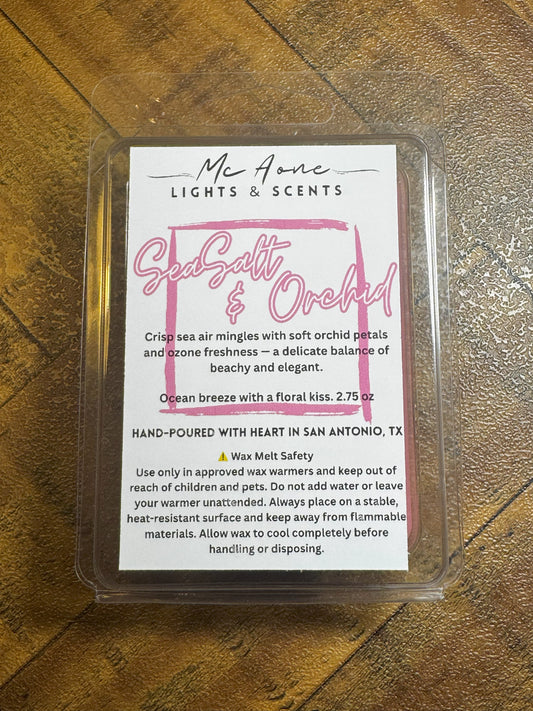 Mc Aone
LIGHTS & SCENTS
SeaSalt
& Orchid
Crisp sea air mingles with soft orchid petals
and ozone freshness — a delicate balance of
beachy and elegant.
Ocean breeze with a floral kiss. 2.75 oz
HAND-POURED WITH HEART IN SAN ANTONIO, TX
⚠️ Wax Melt Safety
Use only in approved wax warmers and keep out of
reach of children and pets. Do not add water or leave
your warmer unattended. Always place on a stable,
heat-resistant surface and keep away from flammable
materials. Allow wax to cool completely before
handling or disposing.